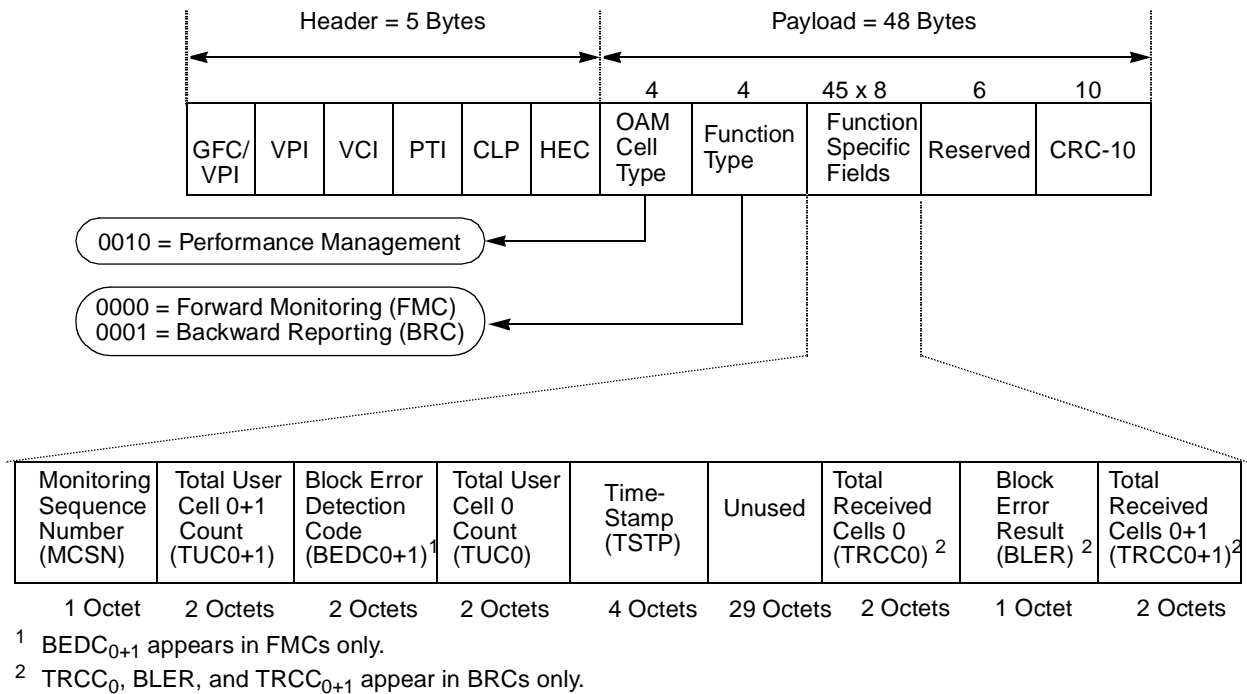 Header = 5 Bytes
Payload = 48 Bytes
4
4
45 x 8
6
10
GFC/
VPI
VPI
VCI
PTI
CLP
HEC
OAM
Cell
Type
Function
Type
Function
Specific
Fields
Reserved
CRC-10
0010 = Performance Management
0000 = Forward Monitoring (FMC)
0001 = Backward Reporting (BRC)
Monitoring
Sequence
Number
(MCSN)
Total User
Cell 0+1
Count
(TUC0+1)
Block Error
Detection
Code
(BEDC0+1)1
Total User
Cell 0
Count
(TUC0)
Time-
Stamp
(TSTP)
Unused
Total
Received
Cells 0
(TRCC0) 2
Block
Error
Result
(BLER) 2
Total
Received
Cells 0+1
(TRCC0+1)2
1 Octet
2 Octets
2 Octets
2 Octets
4 Octets
29 Octets
2 Octets
1 Octet
2 Octets
1 BEDC0+1 appears in FMCs only.
2 TRCC0, BLER, and TRCC0+1 appear in BRCs only.